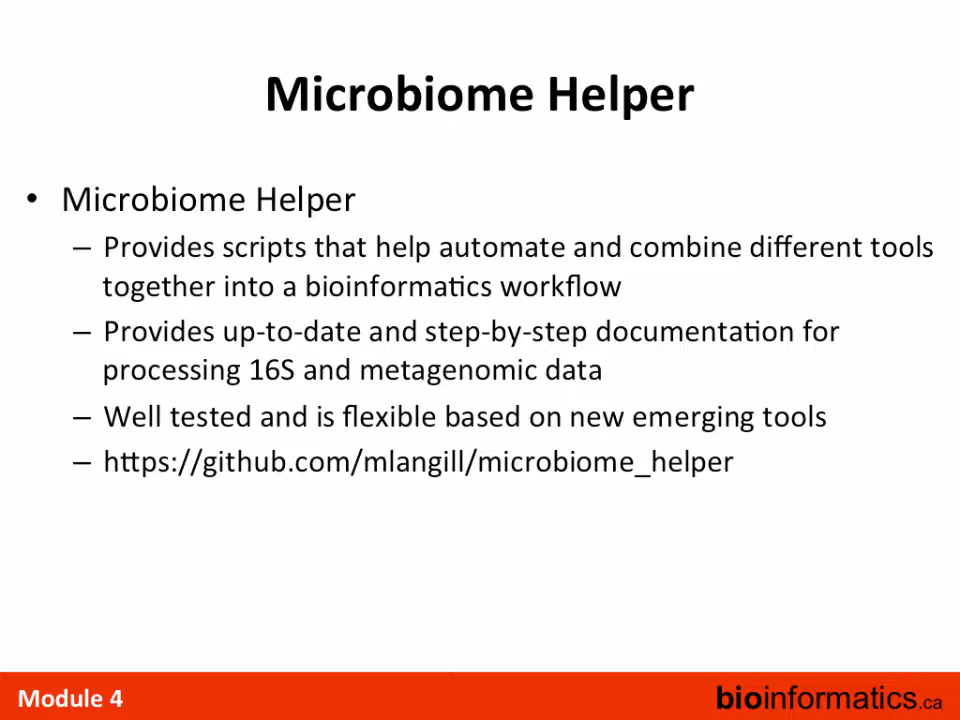 Microbiome Helper
• Microbiome Helper
– Provides scripts that help automate and combine different tools
together into a bioinformatics workflow
– Provides up-to-date and step-by-step documentation for
processing 16S and metagenomic data
– Well tested and is flexible based on new emerging tools
– https://github.com/mlangill/microbiome_helper
Module 4
bioinformatics.ca